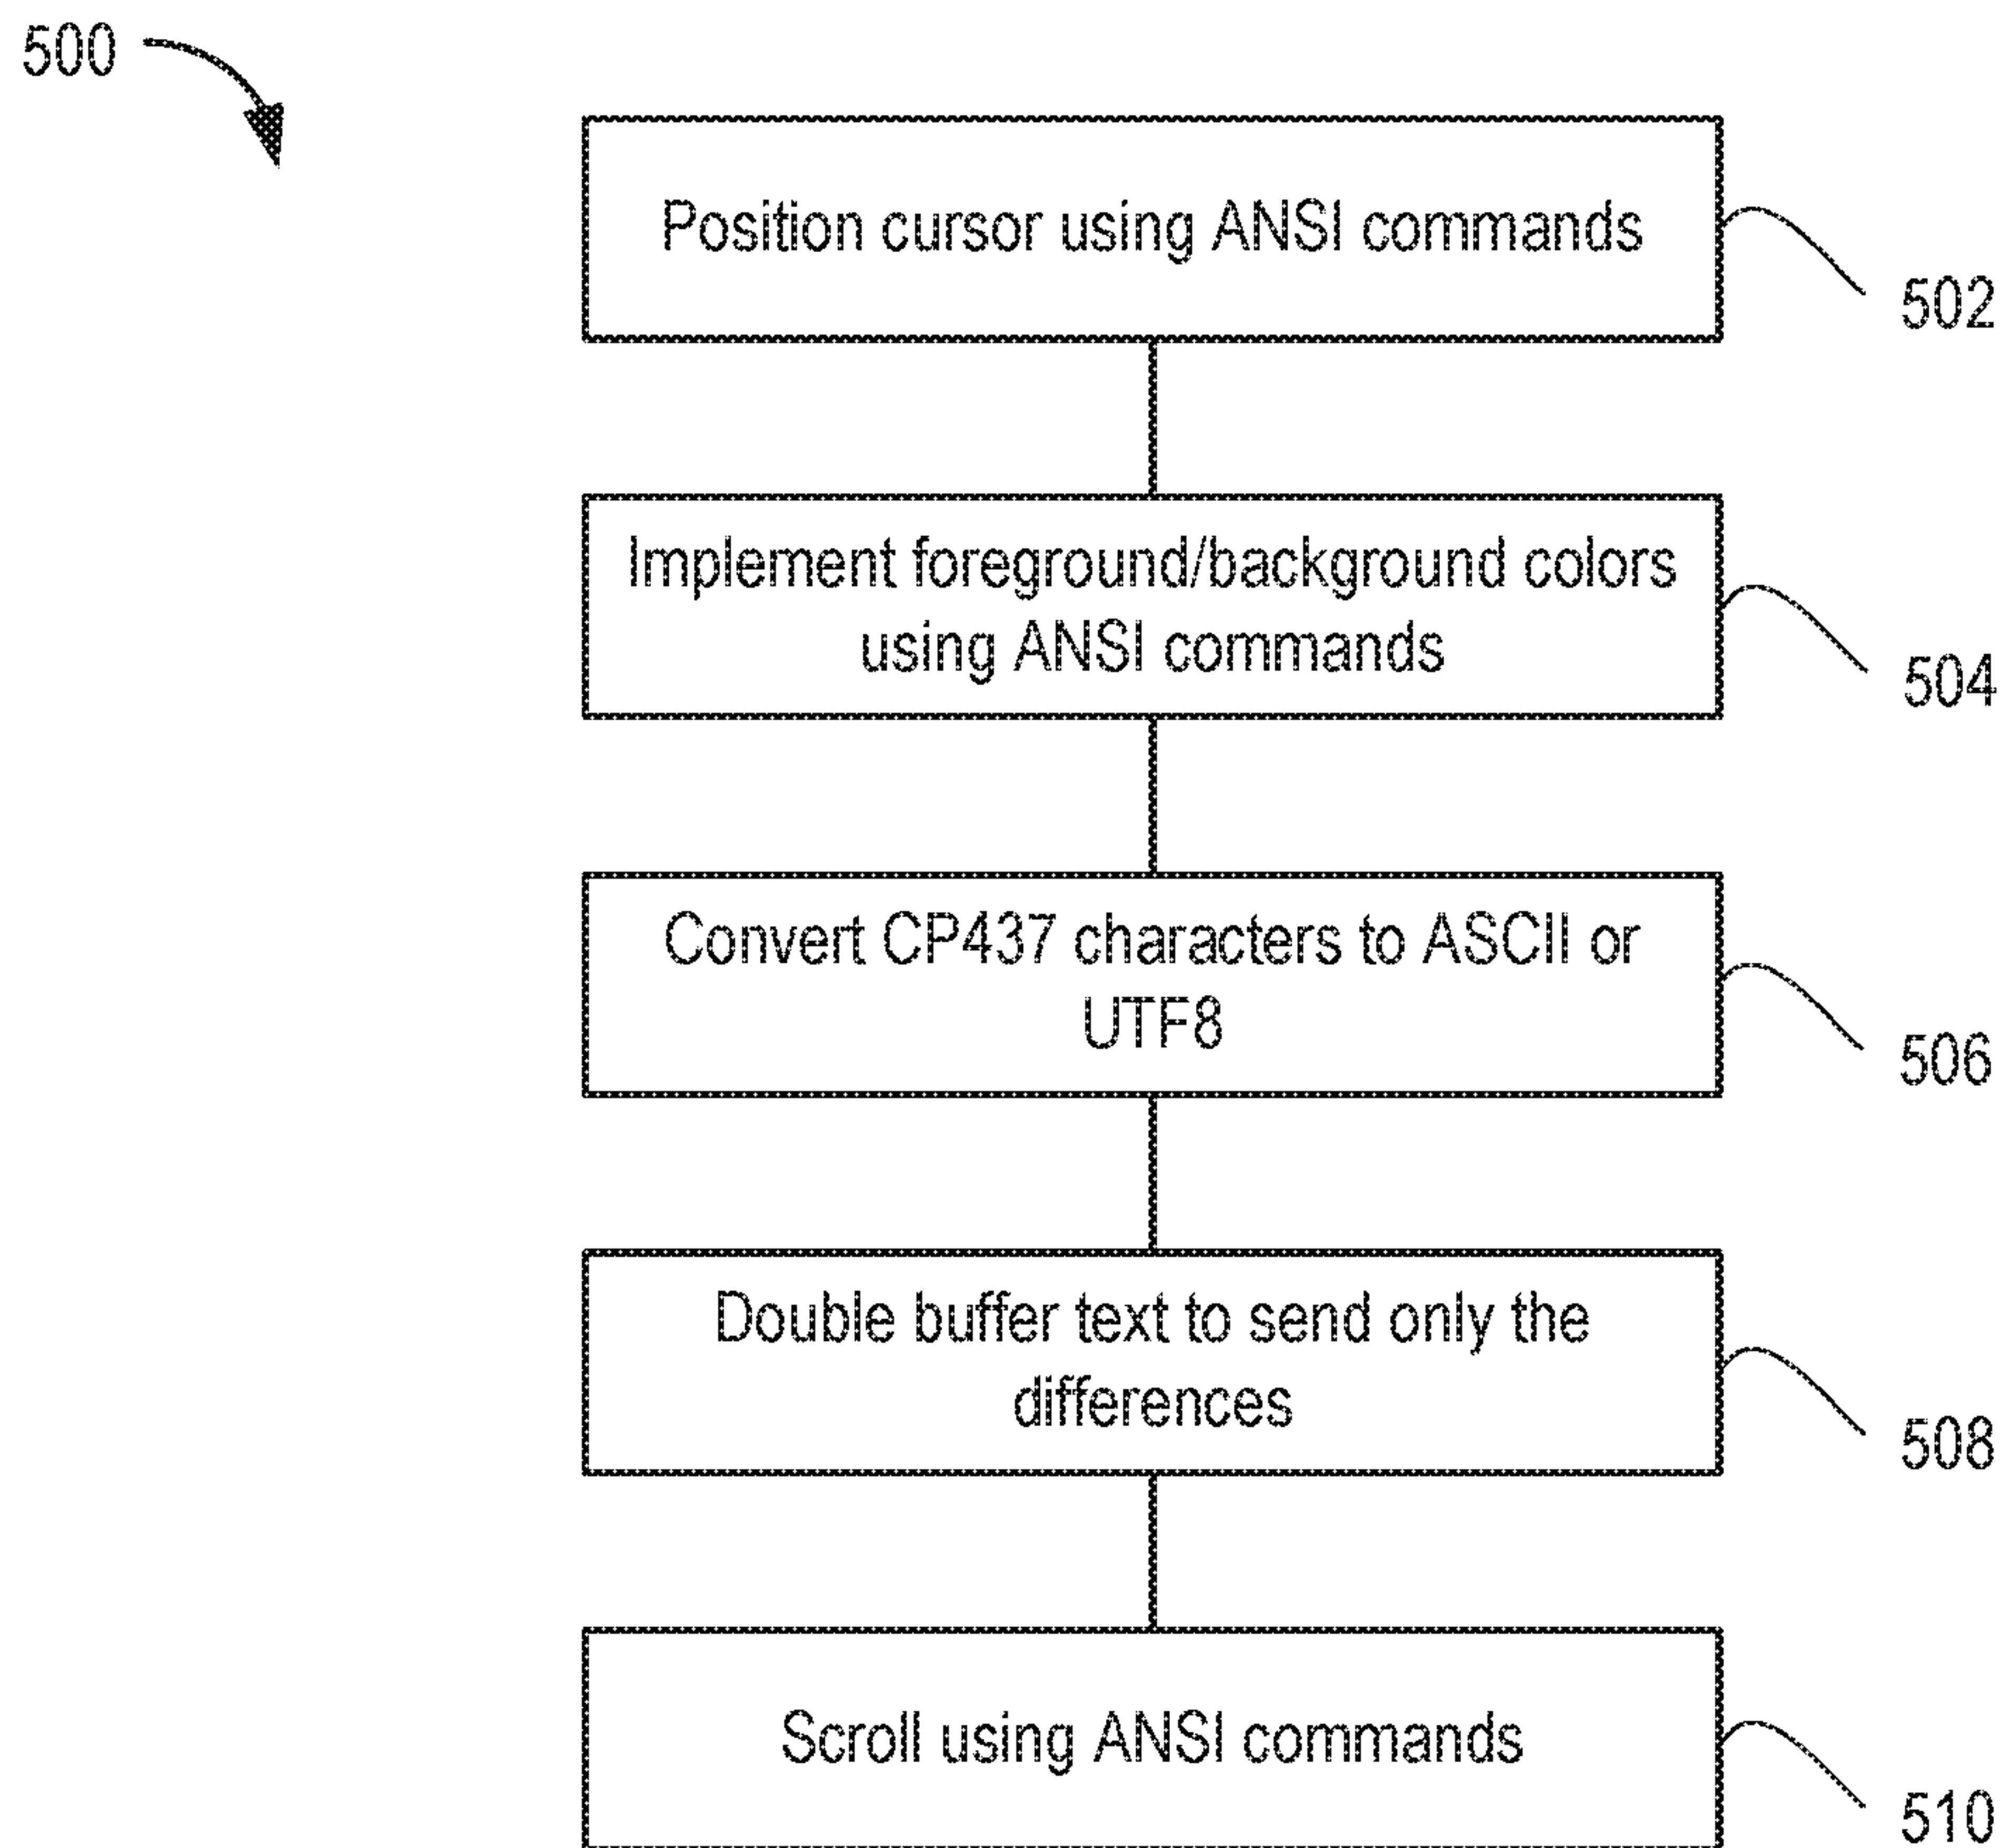 500
Position cursor using ANSI commands
502
Implement foreground/background colors
using ANSI commands
504
Convert CP437 characters to ASCII or
UTF8
506
Double buffer text to send only the
differences
508
Scroll using ANSI commands
510